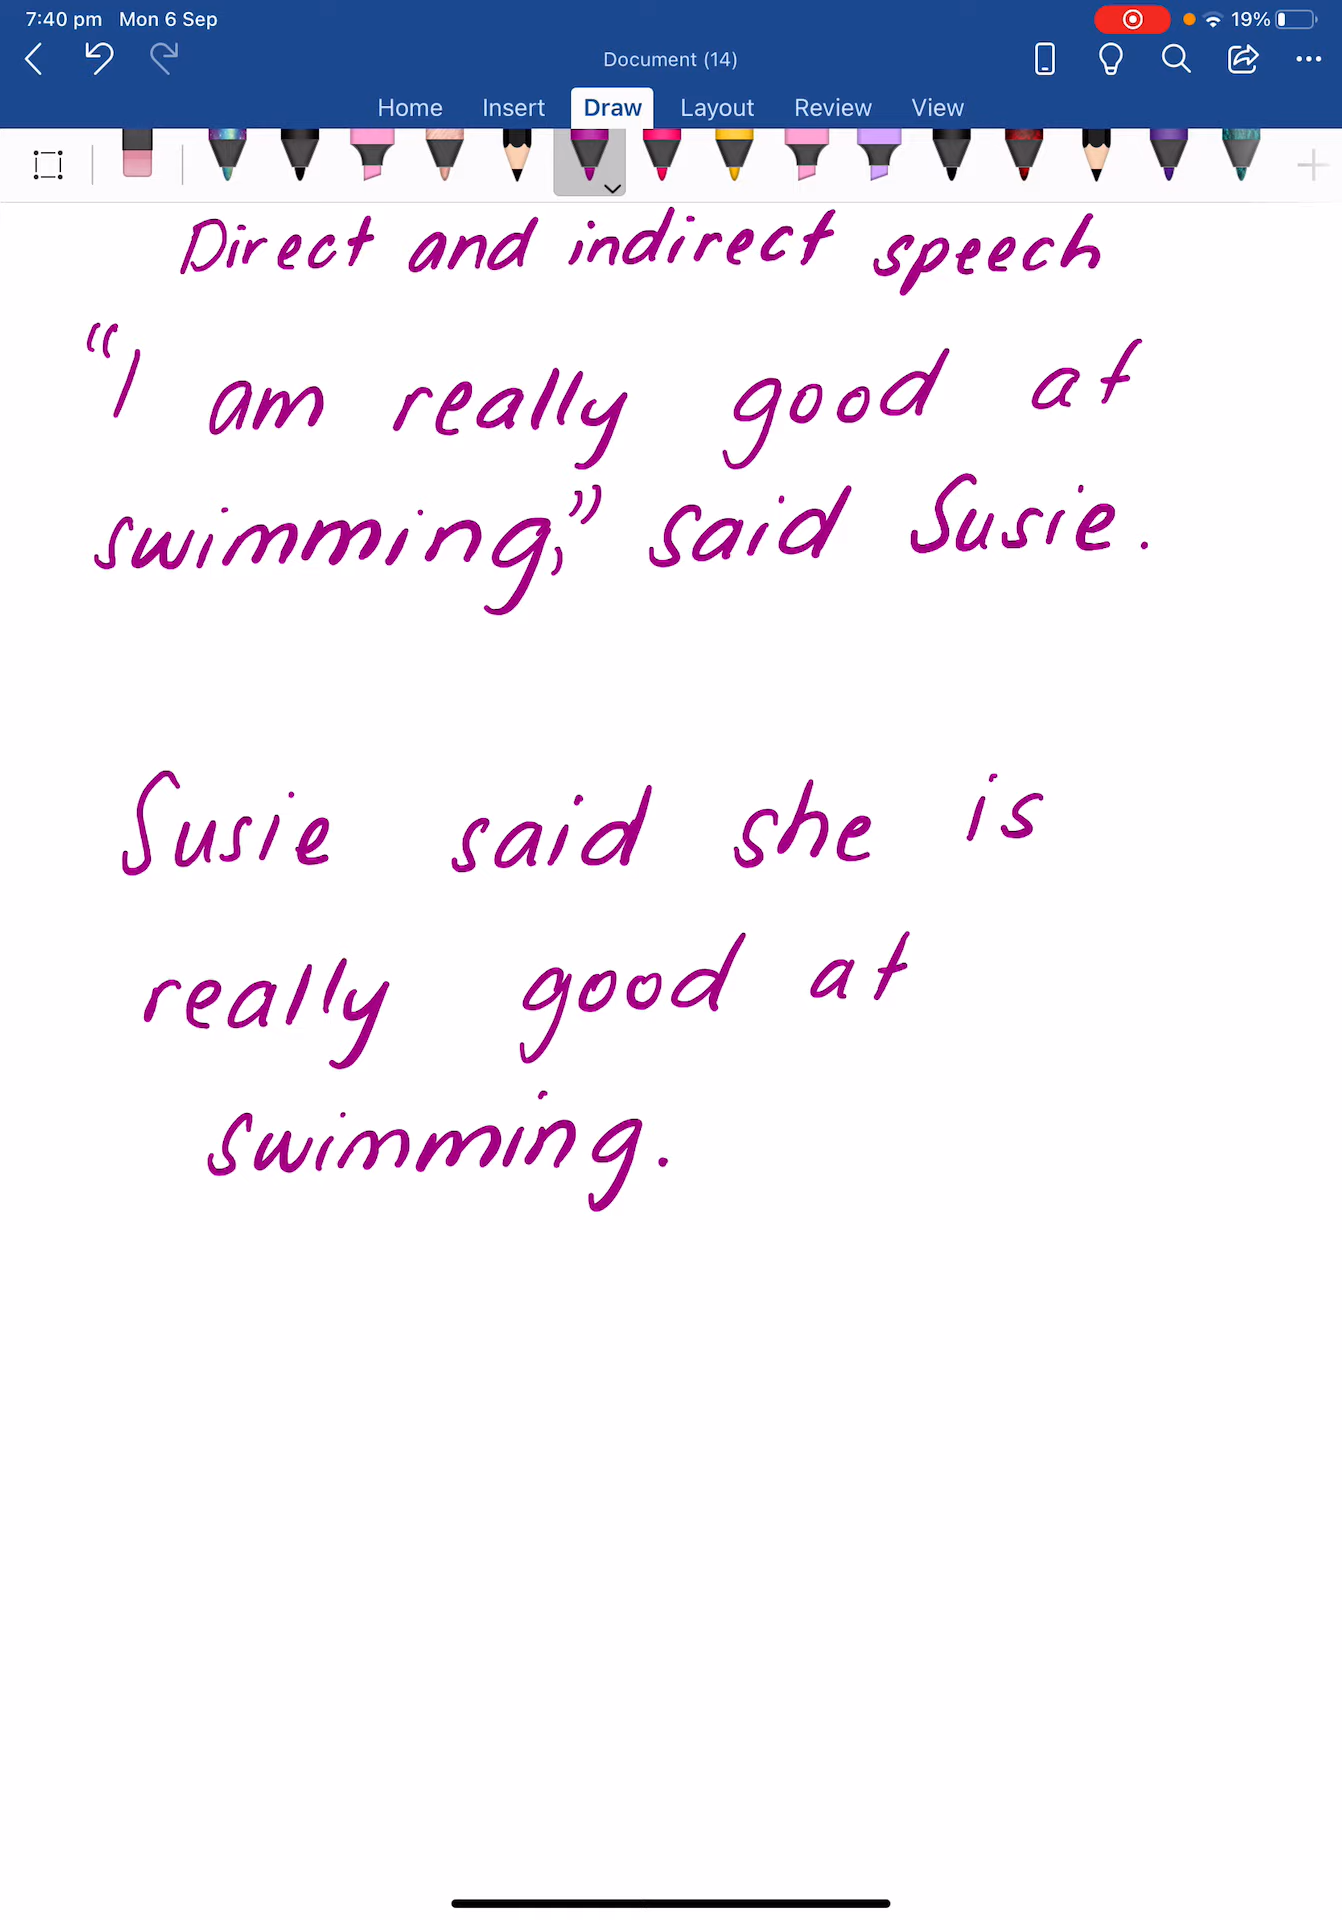 7:40 pm Mon 6 Sep 19%
Document (14)
Home Insert Draw Layout Review View
Direct and indirect speech
"I am really good at
swimming," said Susie.
Susie said she is
really good at
swimming.